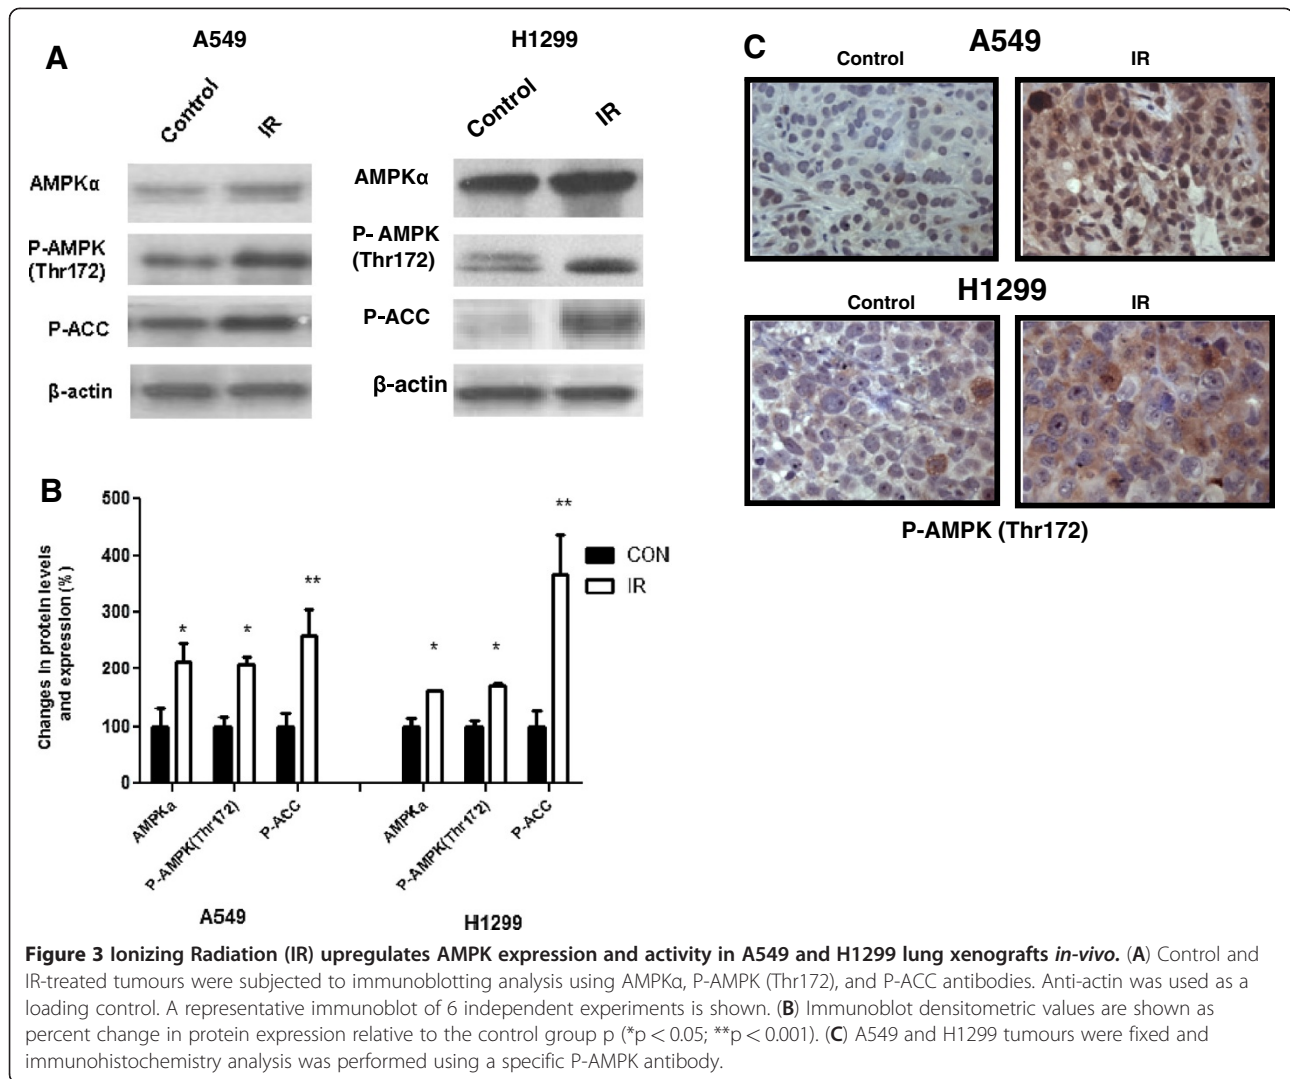 A
A549
H1299
Control
IR
Control
IR
AMPKα
P-AMPK
(Thr172)
P-ACC
β-actin
AMPKα
P- AMPK
(Thr172)
P-ACC
β-actin
C
A549
Control
IR
H1299
Control
IR
P-AMPK (Thr172)
B
Changes in protein levels
and expression (%)
500
400
300
200
100
0
*
*
**
*
*
**
CON
IR
AMPKa
P-AMPK(Thr172)
P-ACC
AMPKa
P-AMPK(Thr172)
P-ACC
A549
H1299
Figure 3 Ionizing Radiation (IR) upregulates AMPK expression and activity in A549 and H1299 lung xenografts in-vivo. (A) Control and
IR-treated tumours were subjected to immunoblotting analysis using AMPKα, P-AMPK (Thr172), and P-ACC antibodies. Anti-actin was used as a
loading control. A representative immunoblot of 6 independent experiments is shown. (B) Immunoblot densitometric values are shown as
percent change in protein expression relative to the control group p (*p < 0.05; **p < 0.001). (C) A549 and H1299 tumours were fixed and
immunohistochemistry analysis was performed using a specific P-AMPK antibody.